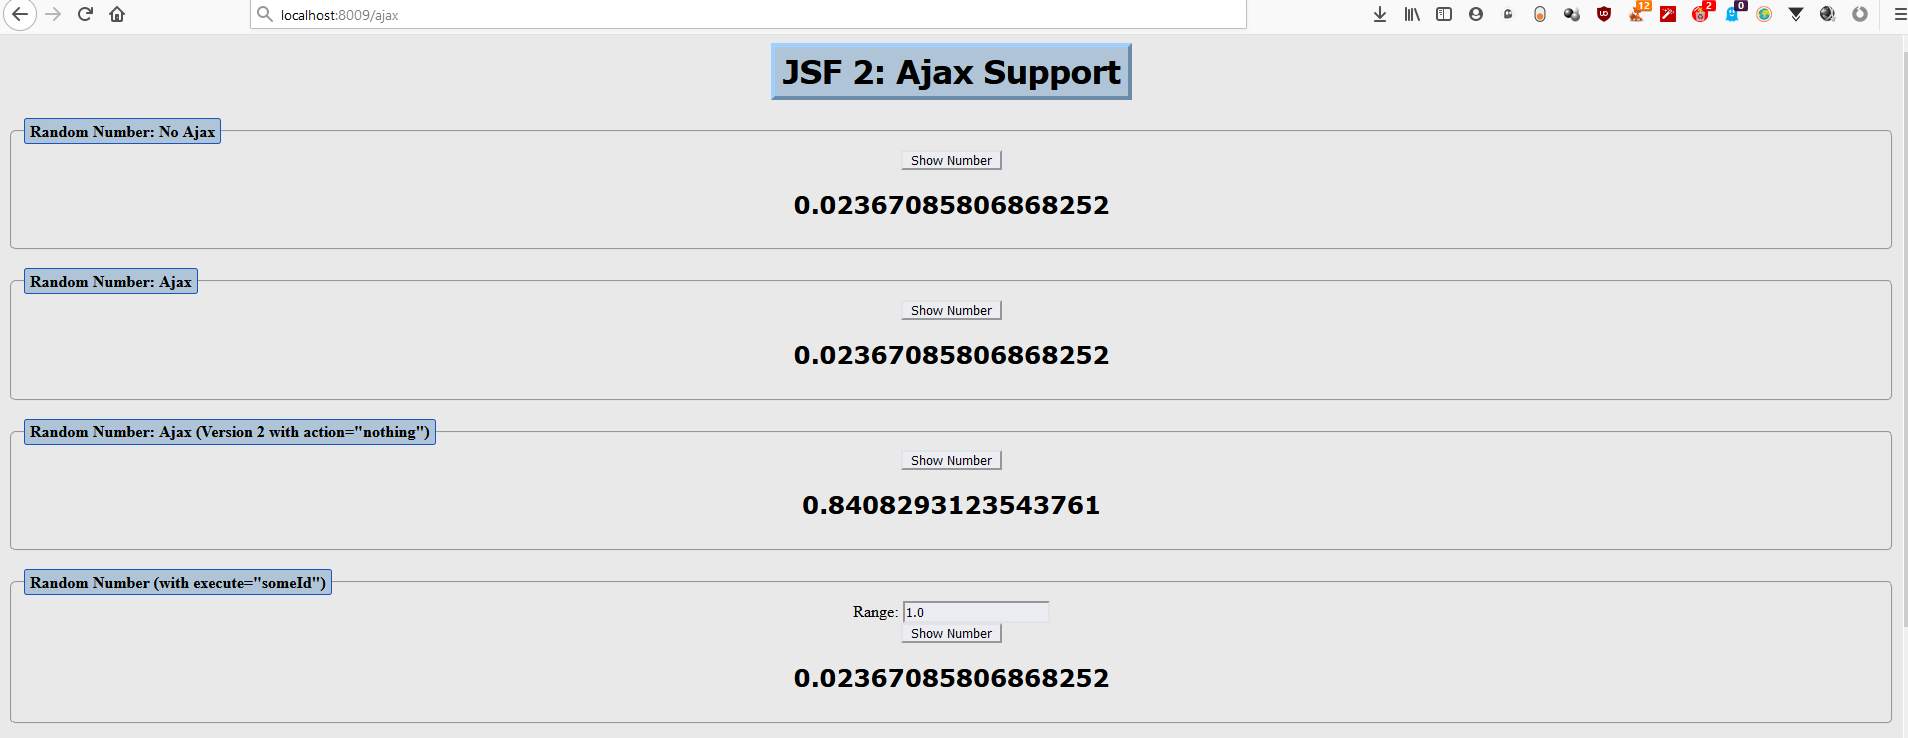 localhost:8009/ajax
12
2
0
JSF 2: Ajax Support
Random Number: No Ajax
Show Number
0.02367085806868252
Random Number: Ajax
Show Number
0.02367085806868252
Random Number: Ajax (Version 2 with action="nothing")
Show Number
0.8408293123543761
Random Number (with execute="someId")
Range: 1.0
Show Number
0.02367085806868252